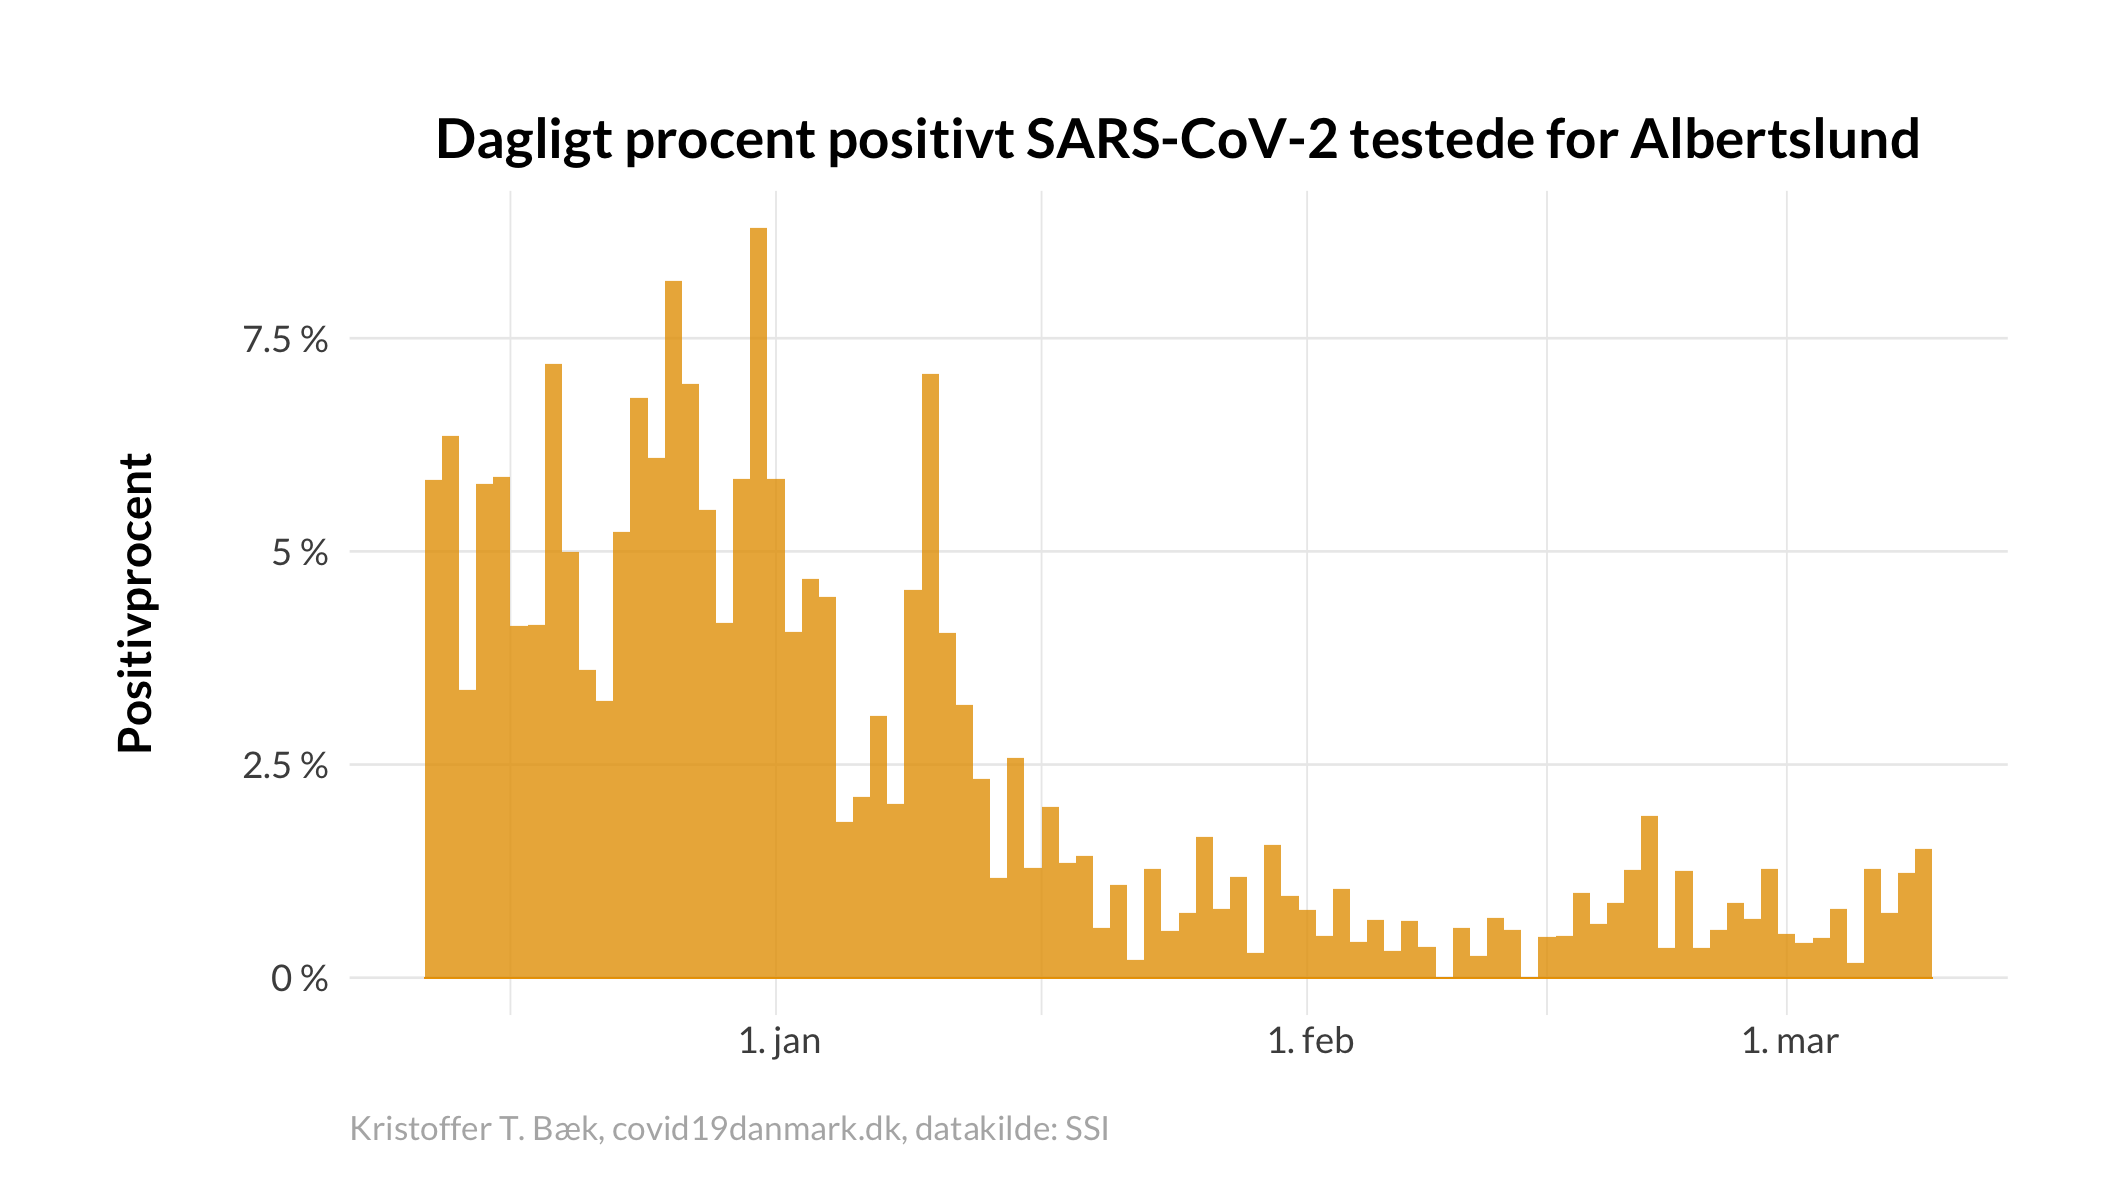 Dagligt procent positivt SARS-CoV-2 testede for Albertslund
Positivprocent
7.5 %
5 %
2.5 %
0 %
1. jan
1. feb
1. mar
Kristoffer T. Bæk, covid19danmark.dk, datakilde: SSI